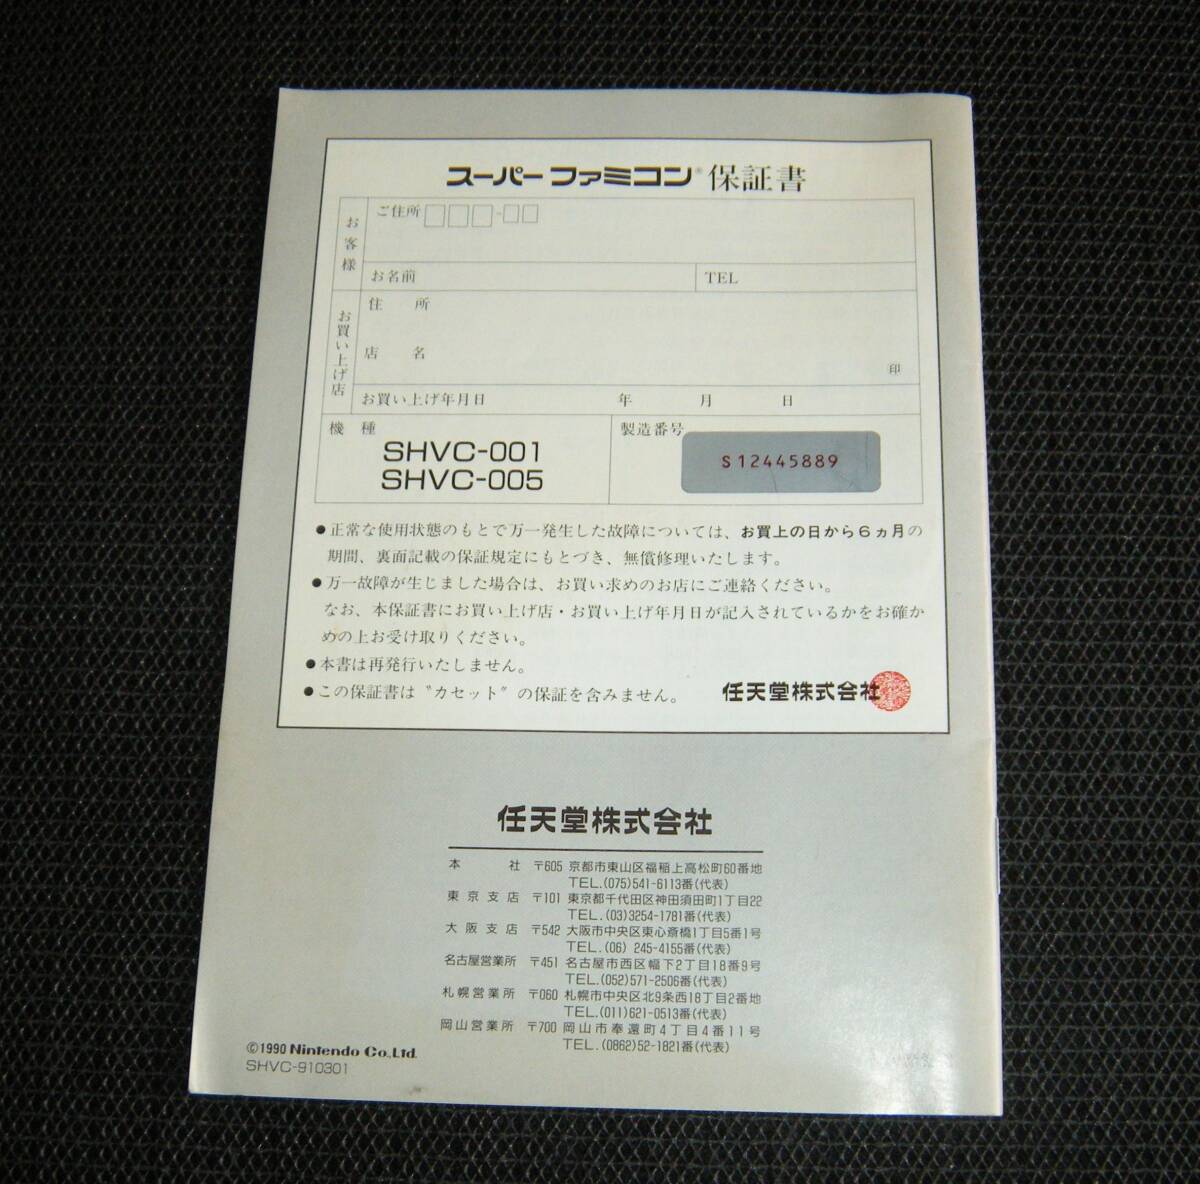 スーパーファミコン®保証書
お客様
ご住所 □□□-□□
お名前
TEL
お買い上げ店
住　所
店　名
印
お買い上げ年月日　年　月　日
機　種
SHVC-001
SHVC-005
製造番号
S12445889
●正常な使用状態のもとで万一発生した故障については、お買上の日から6ヵ月の
期間、裏面記載の保証規定にもとづき、無償修理いたします。
●万一故障が生じました場合は、お買い求めのお店にご連絡ください。
なお、本保証書にお買い上げ店・お買い上げ年月日が記入されているかをお確か
めの上お受け取りください。
●本書は再発行いたしません。
●この保証書は〝カセット〟の保証を含みません。
任天堂株式会社
任天堂株式会社
本　社　〒605 京都市東山区福稲上高松町60番地
TEL.(075)541-6113番(代表)
東京支店　〒101 東京都千代田区神田須田町1丁目22
TEL.(03)3254-1781番(代表)
大阪支店　〒542 大阪市中央区東心斎橋1丁目5番1号
TEL.(06) 245-4155番(代表)
名古屋営業所　〒451 名古屋市西区幅下2丁目18番9号
TEL.(052)571-2506番(代表)
札幌営業所　〒060 札幌市中央区北9条西18丁目2番地
TEL.(011)621-0513番(代表)
岡山営業所　〒700 岡山市奉還町4丁目4番11号
TEL.(0862)52-1821番(代表)
©1990 Nintendo Co.,Ltd.
SHVC-910301